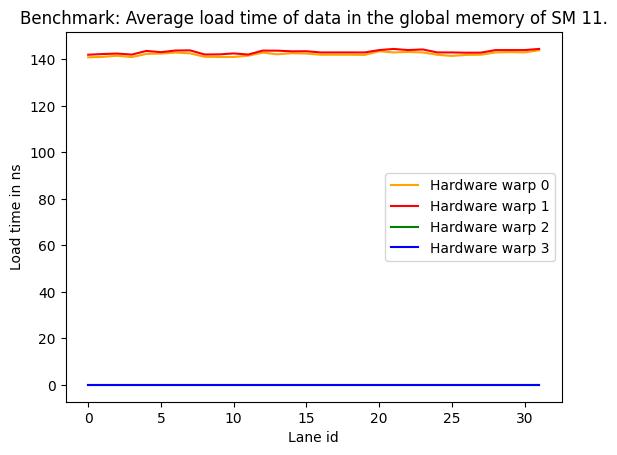 Benchmark: Average load time of data in the global memory of SM 11.
Load time in ns
140
120
100
80
60
40
20
0
Hardware warp 0
Hardware warp 1
Hardware warp 2
Hardware warp 3
0 5 10 15 20 25 30
Lane id